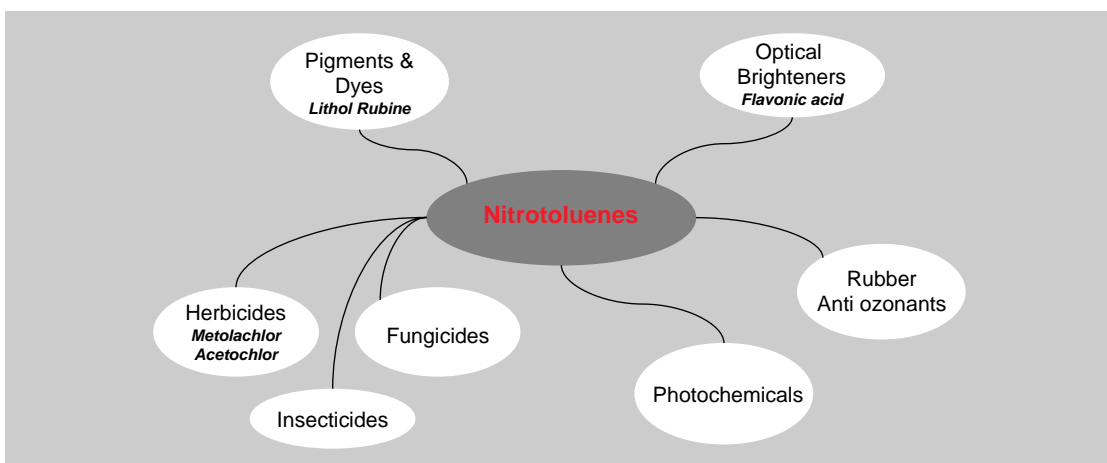 Pigments &
Dyes
Lithol Rubine
Optical
Brighteners
Flavonic acid
Nitrotoluenes
Rubber
Anti ozonants
Herbicides
Metolachlor
Acetochlor
Fungicides
Photochemicals
Insecticides